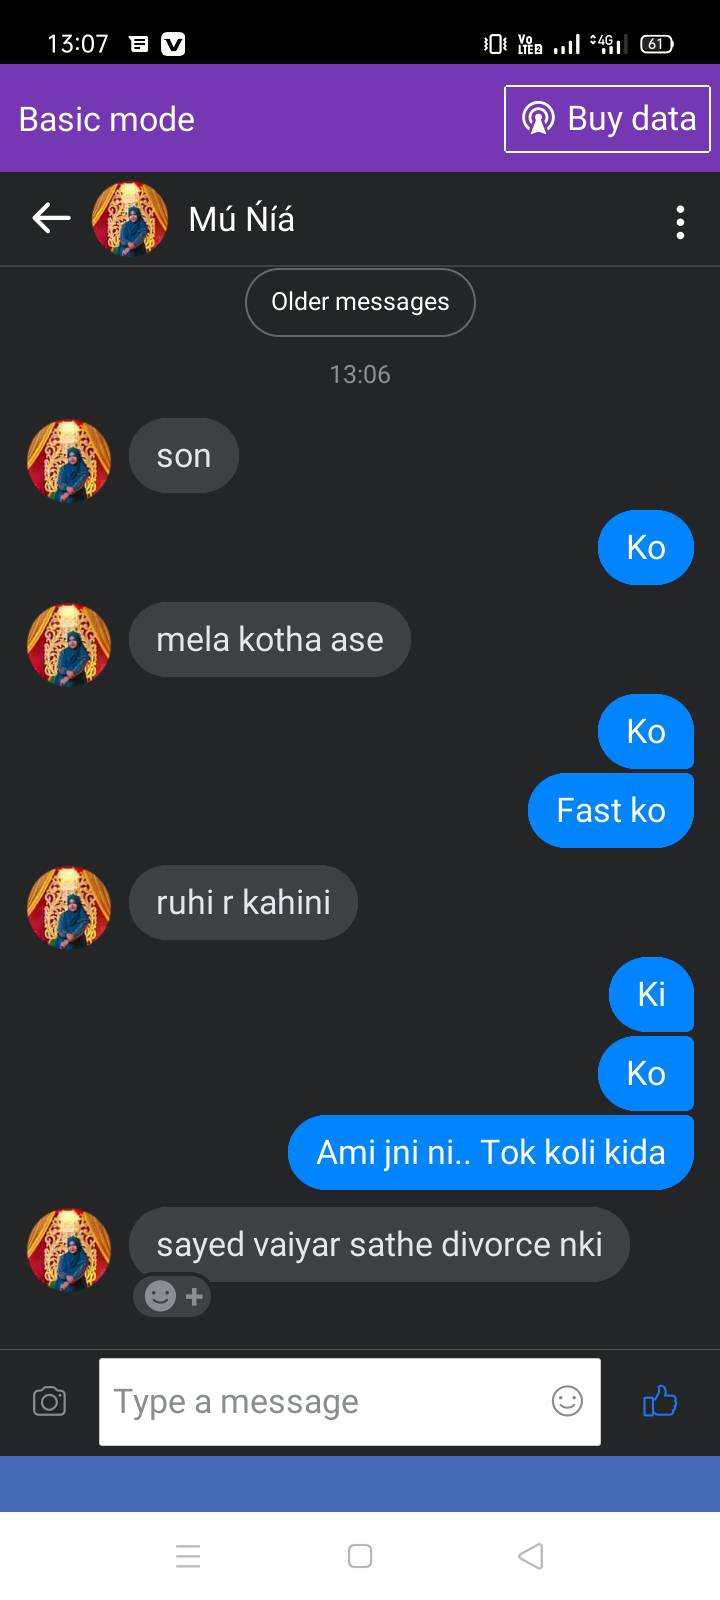 13:07
Vo
LTE2
4G
61
Basic mode
Buy data
Mú Ńíá
Older messages
13:06
son
Ko
mela kotha ase
Ko
Fast ko
ruhi r kahini
Ki
Ko
Ami jni ni.. Tok koli kida
sayed vaiyar sathe divorce nki
Type a message